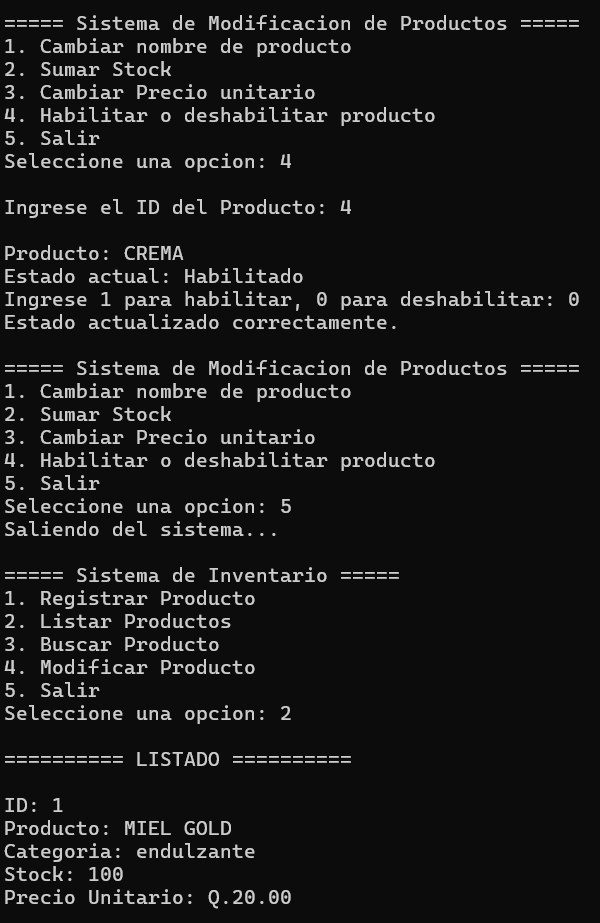 ===== Sistema de Modificacion de Productos =====
1. Cambiar nombre de producto
2. Sumar Stock
3. Cambiar Precio unitario
4. Habilitar o deshabilitar producto
5. Salir
Seleccione una opcion: 4

Ingrese el ID del Producto: 4

Producto: CREMA
Estado actual: Habilitado
Ingrese 1 para habilitar, 0 para deshabilitar: 0
Estado actualizado correctamente.

===== Sistema de Modificacion de Productos =====
1. Cambiar nombre de producto
2. Sumar Stock
3. Cambiar Precio unitario
4. Habilitar o deshabilitar producto
5. Salir
Seleccione una opcion: 5
Saliendo del sistema...

===== Sistema de Inventario =====
1. Registrar Producto
2. Listar Productos
3. Buscar Producto
4. Modificar Producto
5. Salir
Seleccione una opcion: 2

========== LISTADO ==========

ID: 1
Producto: MIEL GOLD
Categoria: endulzante
Stock: 100
Precio Unitario: Q.20.00